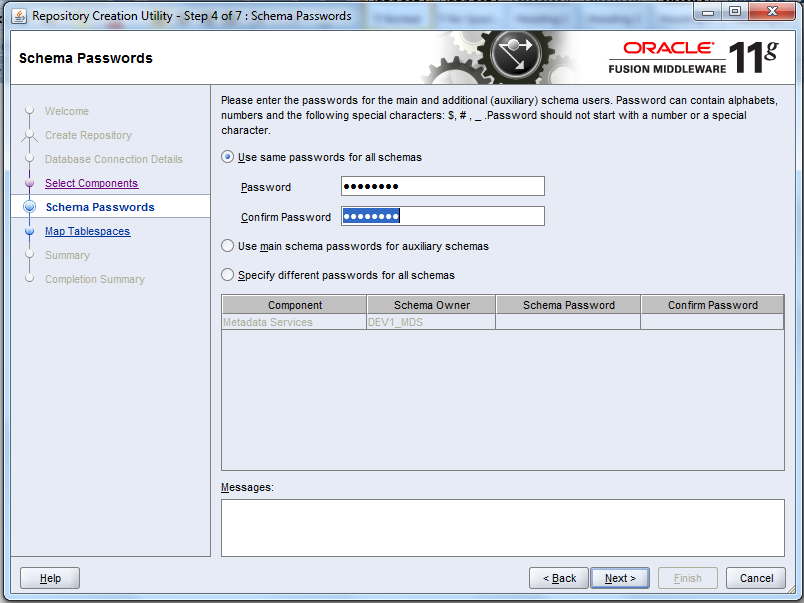 Repository Creation Utility - Step 4 of 7 : Schema Passwords
Schema Passwords
ORACLE®
FUSION MIDDLEWARE 11g
Welcome
Create Repository
Database Connection Details
Select Components
Schema Passwords
Map Tablespaces
Summary
Completion Summary
Please enter the passwords for the main and additional (auxiliary) schema users. Password can contain alphabets,
numbers and the following special characters: $, # , _ .Password should not start with a number or a special
character.
Use same passwords for all schemas
Password ●●●●●●●●
Confirm Password ●●●●●●●●
Use main schema passwords for auxiliary schemas
Specify different passwords for all schemas
Component Schema Owner Schema Password Confirm Password
Metadata Services DEV1_MDS
Messages:
Help < Back Next > Finish Cancel